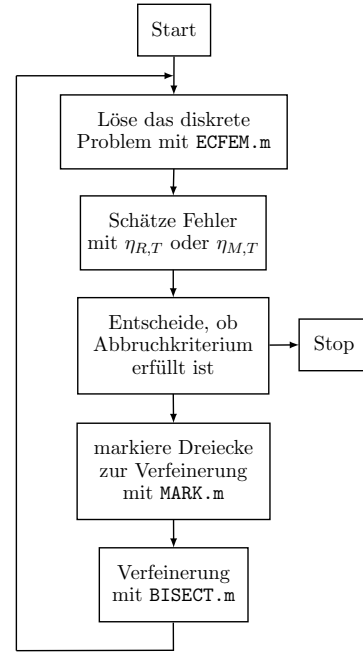 Start
Löse das diskrete
Problem mit ECFEM.m
Schätze Fehler
mit η_{R,T} oder η_{M,T}
Entscheide, ob
Abbruchkriterium
erfüllt ist
Stop
markiere Dreiecke
zur Verfeinerung
mit MARK.m
Verfeinerung
mit BISECT.m